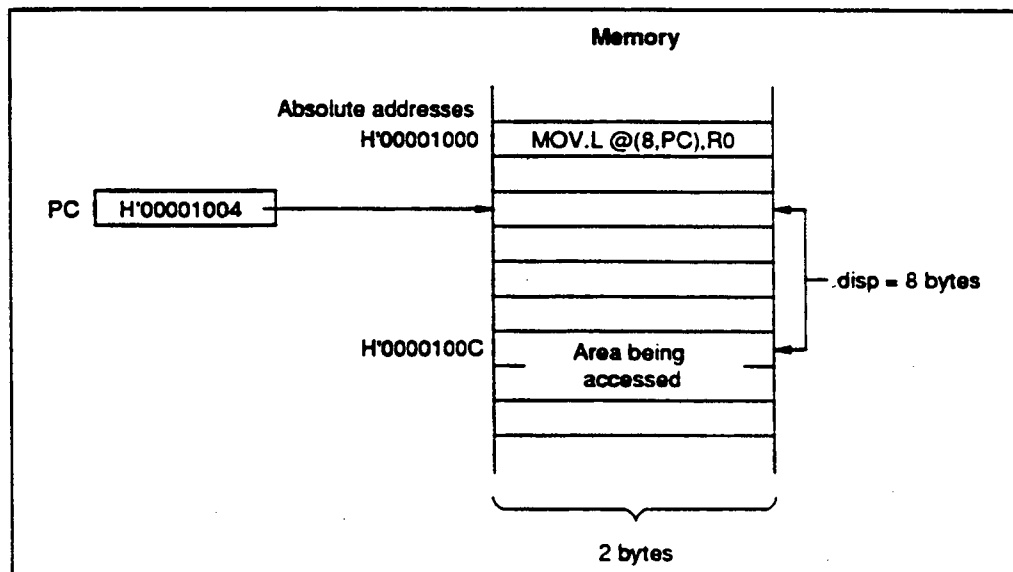 Memory
Absolute addresses
H'00001000
MOV.L @(8,PC),R0
PC
H'00001004
disp = 8 bytes
H'0000100C
Area being
accessed
2 bytes